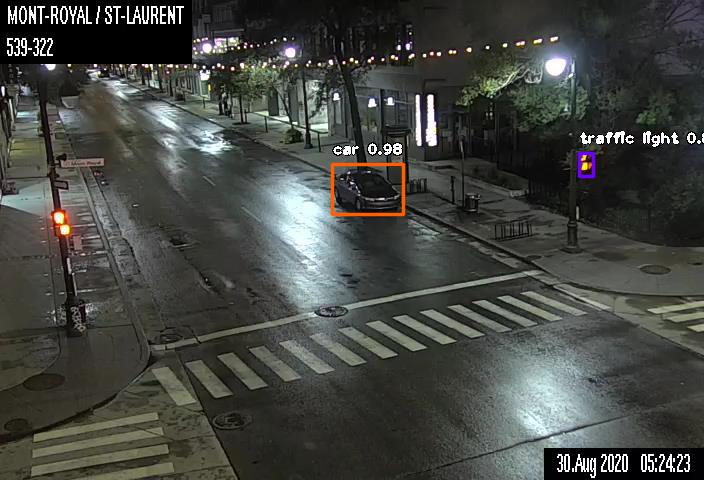 MONT-ROYAL / ST-LAURENT
539-322
car 0.98
traffic light 0.8
30.Aug 2020 05:24:23